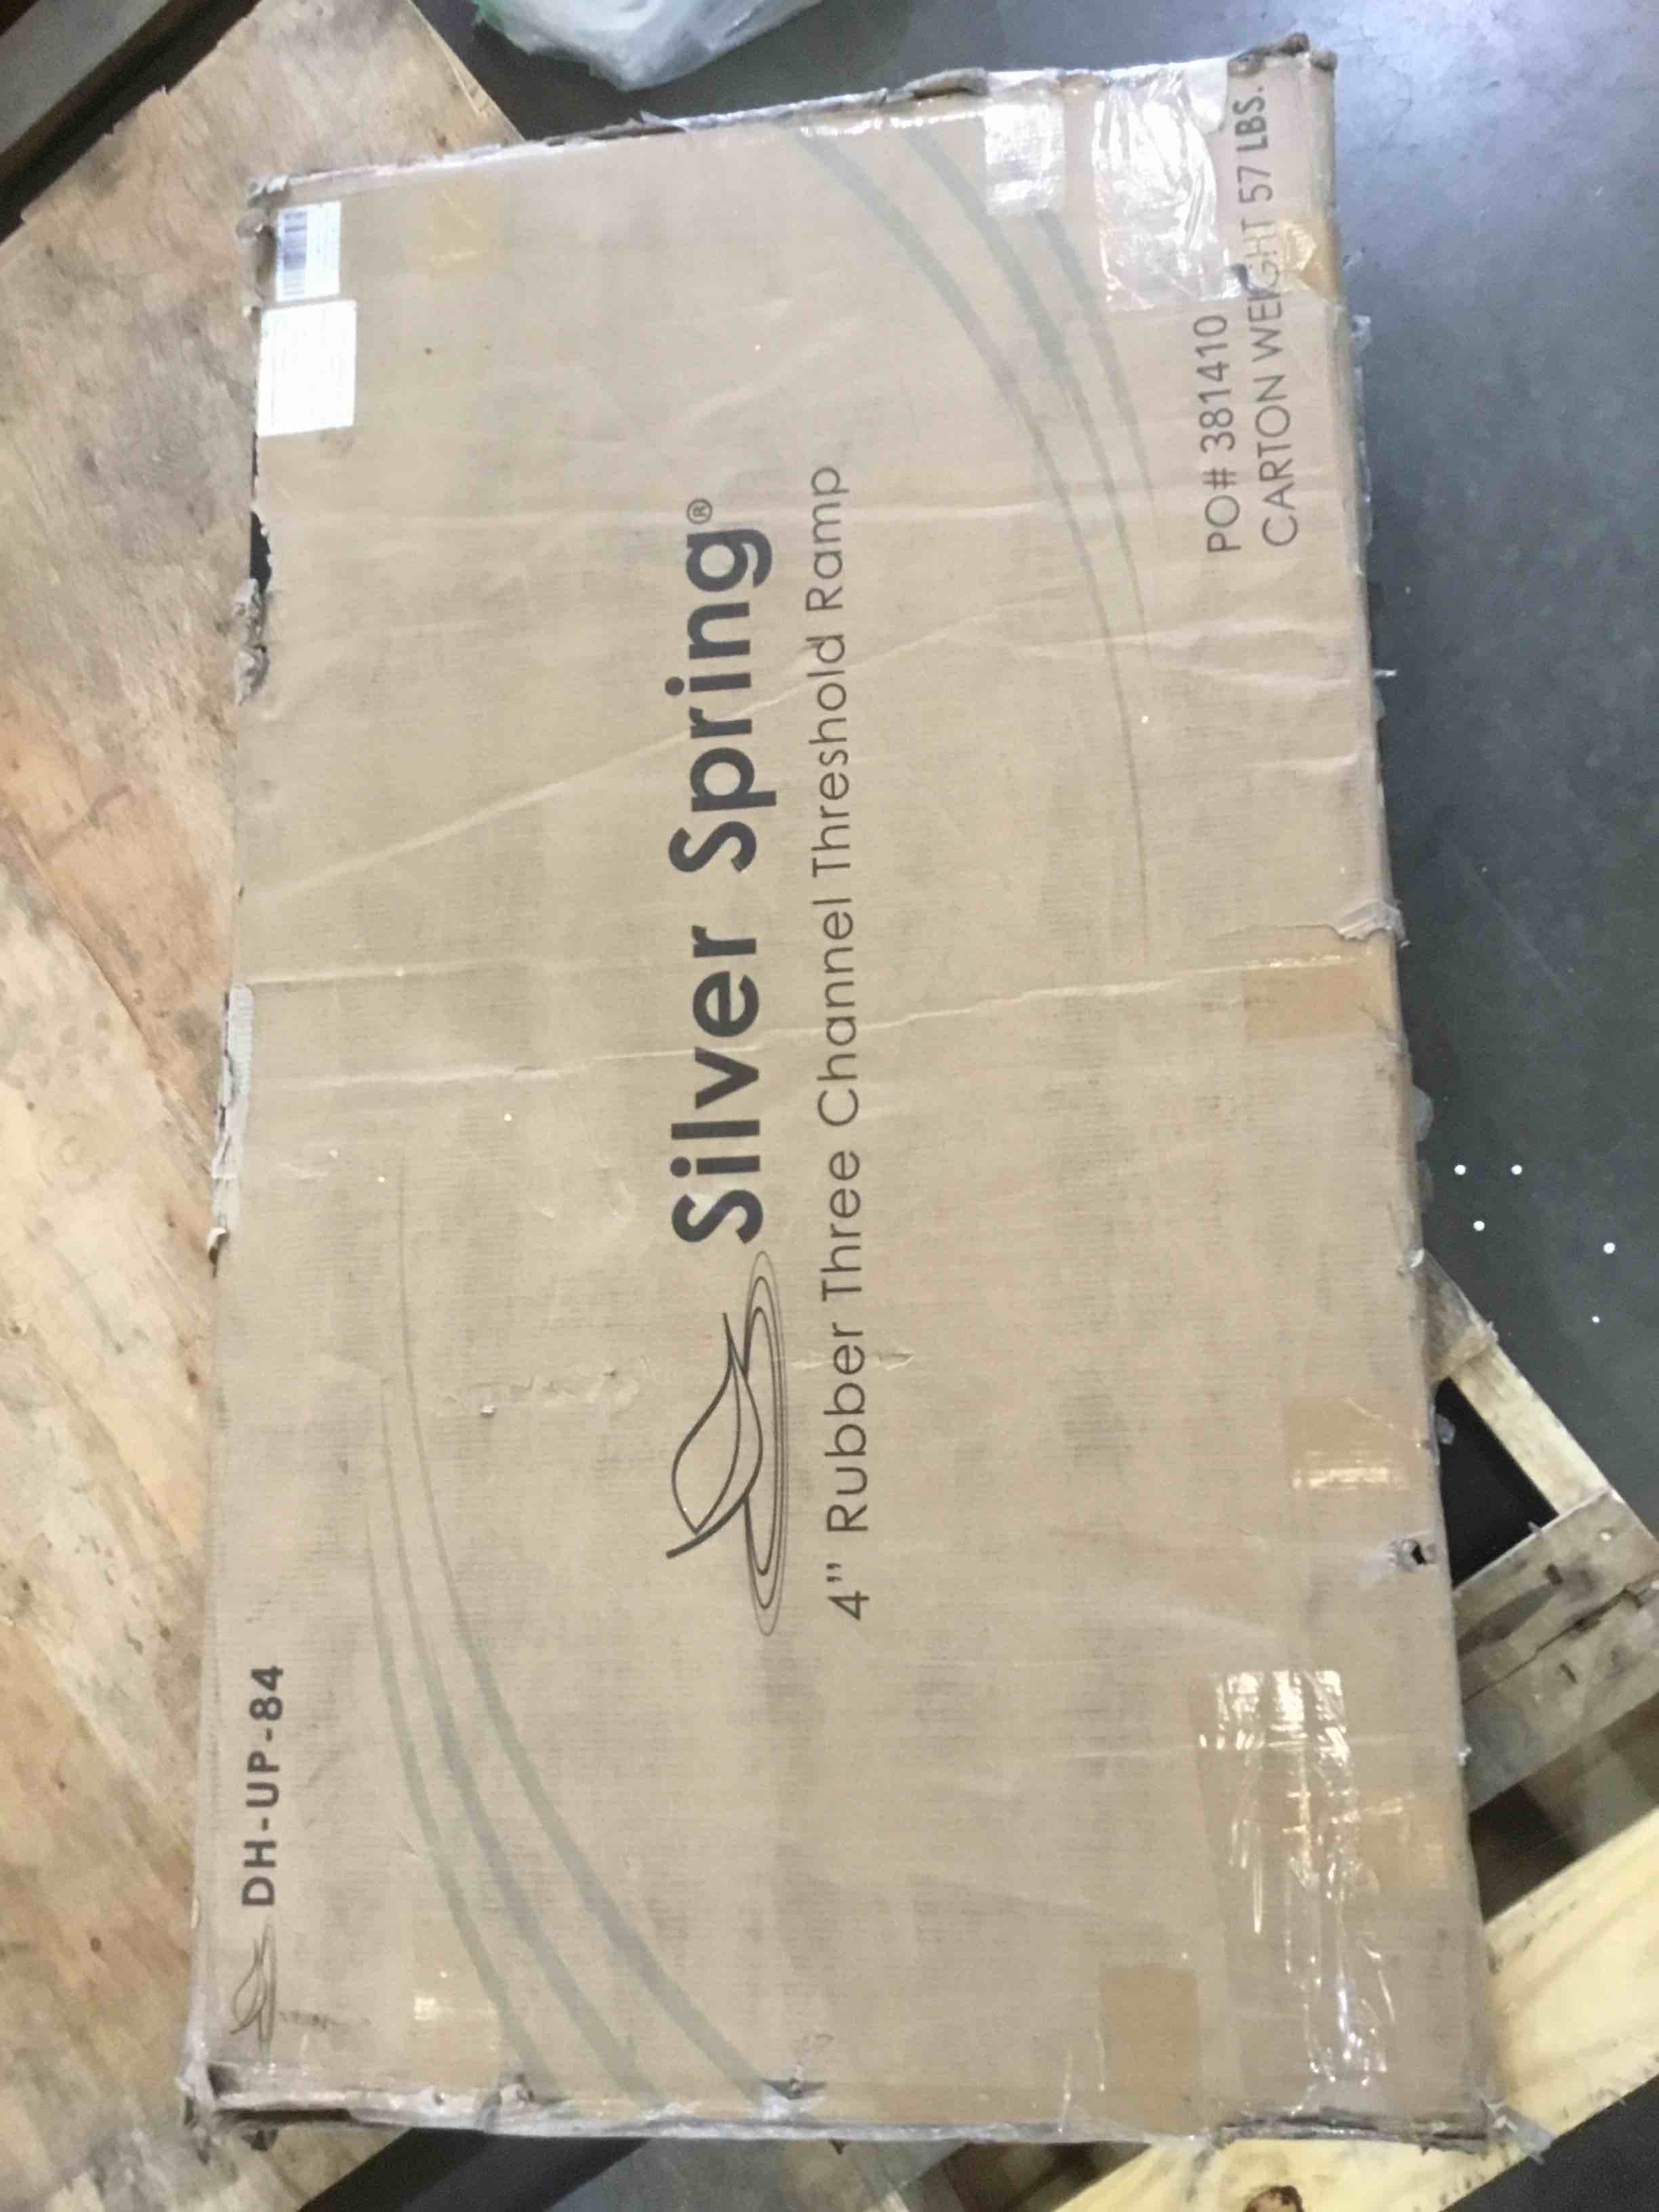 DH-UP-84
Silver Spring®
4" Rubber Three Channel Threshold Ramp
PO# 381410
CARTON WEIGHT 57 LBS.